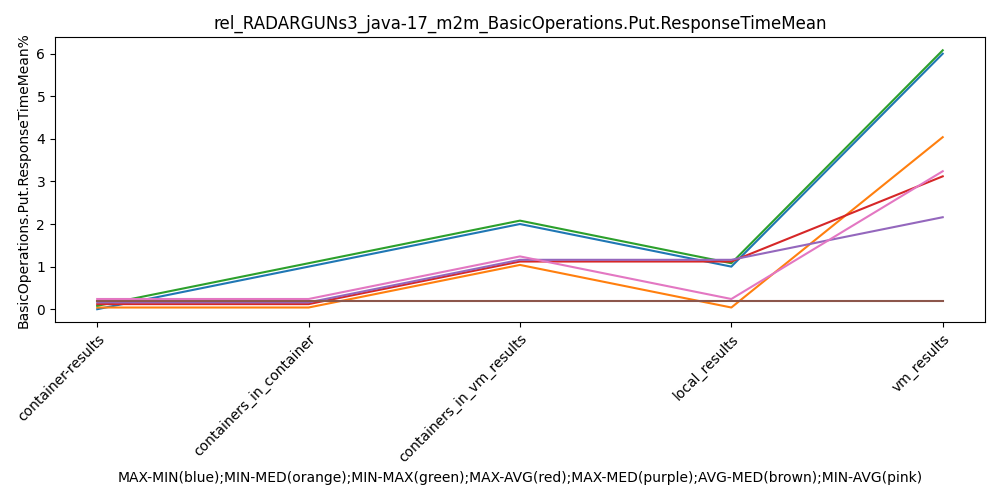 rel_RADARGUNs3_java-17_m2m_BasicOperations.Put.ResponseTimeMean
BasicOperations.Put.ResponseTimeMean%
6
5
4
3
2
1
0
container-results
containers_in_container
containers_in_vm_results
local_results
vm_results
MAX-MIN(blue);MIN-MED(orange);MIN-MAX(green);MAX-AVG(red);MAX-MED(purple);AVG-MED(brown);MIN-AVG(pink)